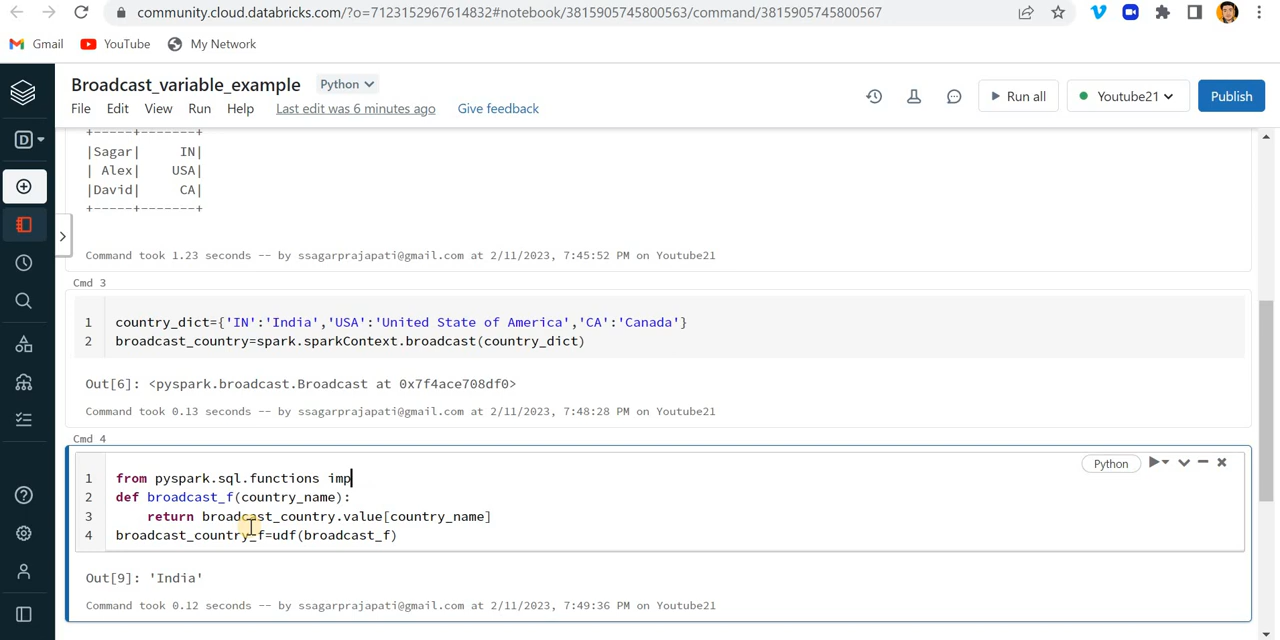 community.cloud.databricks.com/?o=7123152967614832#notebook/3815905745800563/command/3815905745800567
Gmail YouTube My Network
Broadcast_variable_example Python
File Edit View Run Help Last edit was 6 minutes ago Give feedback
Run all Youtube21 Publish
D
+-----+-------+
|Sagar| IN|
| Alex| USA|
|David| CA|
+-----+-------+
Command took 1.23 seconds -- by ssagarprajapati@gmail.com at 2/11/2023, 7:45:52 PM on Youtube21
Cmd 3
1 country_dict={'IN':'India','USA':'United State of America','CA':'Canada'}
2 broadcast_country=spark.sparkContext.broadcast(country_dict)
Out[6]: <pyspark.broadcast.Broadcast at 0x7f4ace708df0>
Command took 0.13 seconds -- by ssagarprajapati@gmail.com at 2/11/2023, 7:48:28 PM on Youtube21
Cmd 4
Python
1 from pyspark.sql.functions imp
2 def broadcast_f(country_name):
3 return broadcast_country.value[country_name]
4 broadcast_country_f=udf(broadcast_f)
Out[9]: 'India'
Command took 0.12 seconds -- by ssagarprajapati@gmail.com at 2/11/2023, 7:49:36 PM on Youtube21